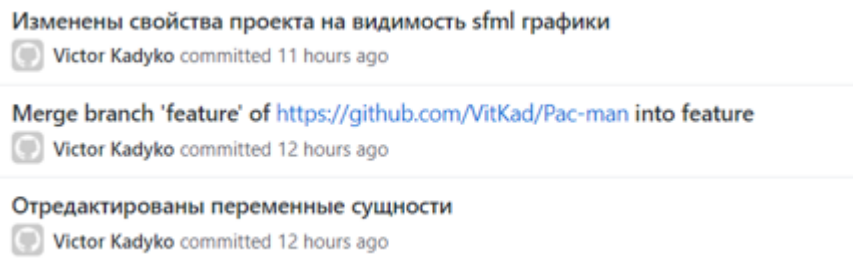 Изменены свойства проекта на видимость sfml графики
Victor Kadyko committed 11 hours ago
Merge branch 'feature' of https://github.com/VitKad/Pac-man into feature
Victor Kadyko committed 12 hours ago
Отредактированы переменные сущности
Victor Kadyko committed 12 hours ago